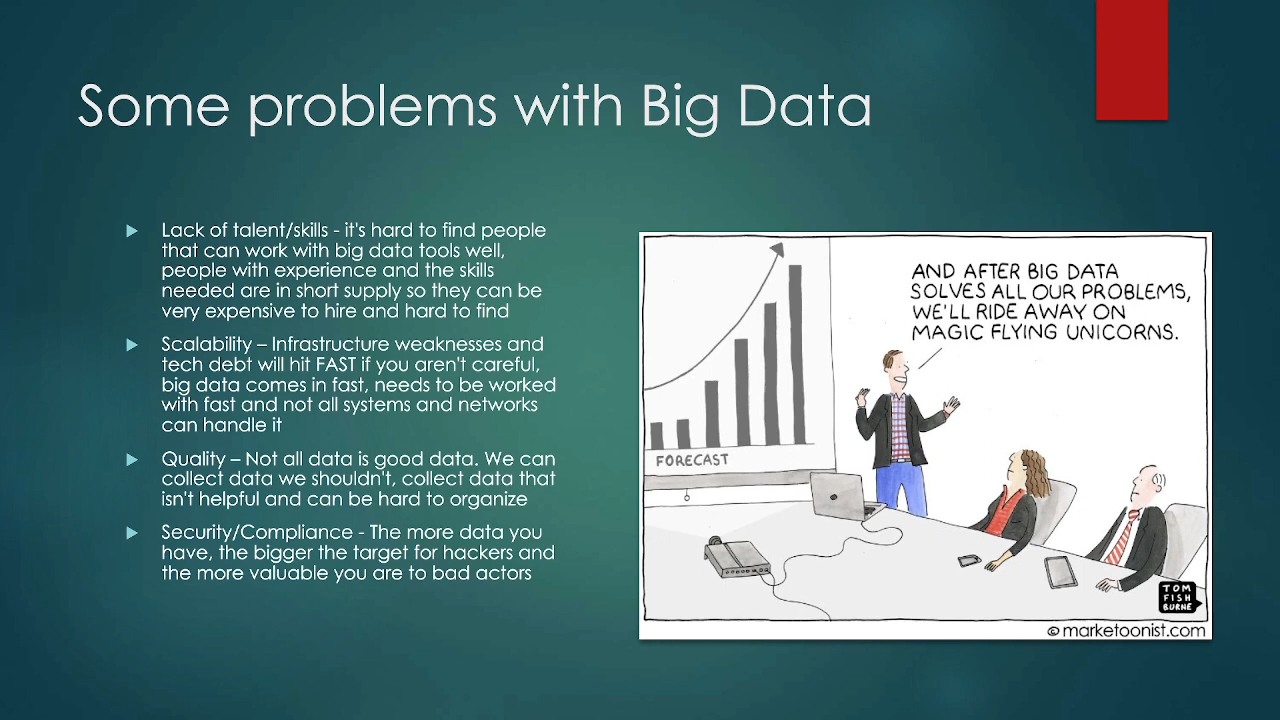 Some problems with Big Data
Lack of talent/skills - it's hard to find people
that can work with big data tools well,
people with experience and the skills
needed are in short supply so they can be
very expensive to hire and hard to find
Scalability – Infrastructure weaknesses and
tech debt will hit FAST if you aren't careful,
big data comes in fast, needs to be worked
with fast and not all systems and networks
can handle it
Quality – Not all data is good data. We can
collect data we shouldn't, collect data that
isn't helpful and can be hard to organize
Security/Compliance - The more data you
have, the bigger the target for hackers and
the more valuable you are to bad actors
AND AFTER BIG DATA
SOLVES ALL OUR PROBLEMS,
WE'LL RIDE AWAY ON
MAGIC FLYING UNICORNS.
FORECAST
TOM
FISH
BURNE
© marketoonist.com